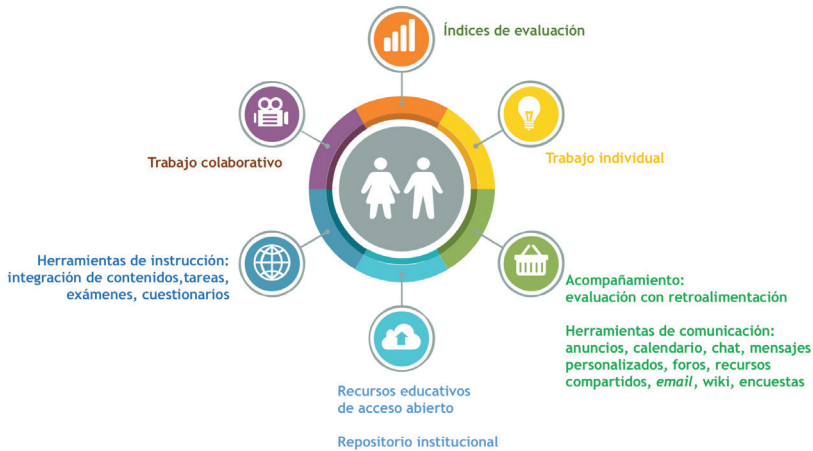 Índices de evaluación
Trabajo colaborativo
Trabajo individual
Herramientas de instrucción:
integración de contenidos,tareas,
exámenes, cuestionarios
Acompañamiento:
evaluación con retroalimentación
Herramientas de comunicación:
anuncios, calendario, chat, mensajes
personalizados, foros, recursos
compartidos, email, wiki, encuestas
Recursos educativos
de acceso abierto
Repositorio institucional